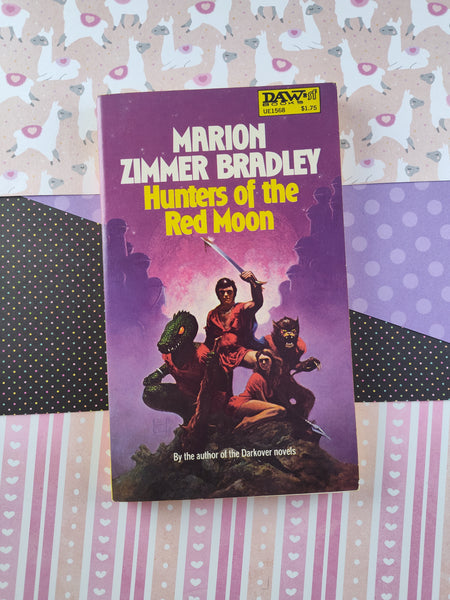 DAW sf
BOOKS
UE1568 $1.75
MARION
ZIMMER BRADLEY
Hunters of the
Red Moon
By the author of the Darkover novels